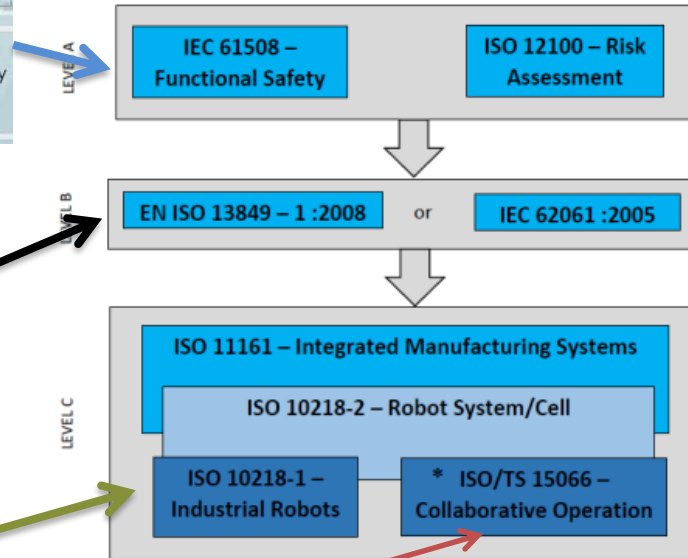 y
LEVEL A
IEC 61508 –
Functional Safety
ISO 12100 – Risk
Assessment
LEVEL B
EN ISO 13849 – 1 :2008
or
IEC 62061 :2005
LEVEL C
ISO 11161 – Integrated Manufacturing Systems
ISO 10218-2 – Robot System/Cell
ISO 10218-1 –
Industrial Robots
* ISO/TS 15066 –
Collaborative Operation